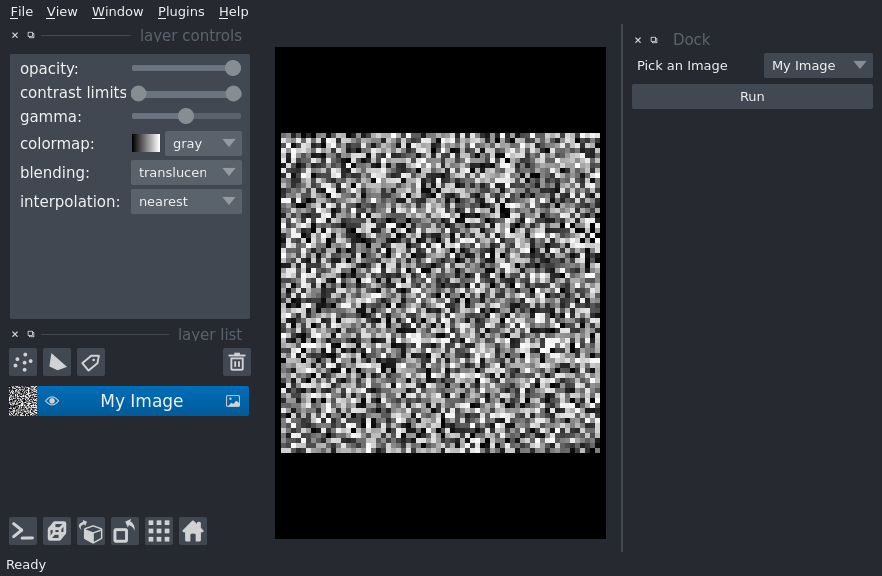 File View Window Plugins Help
layer controls
opacity:
contrast limits
gamma:
colormap: gray
blending: translucen
interpolation: nearest
layer list
My Image
Ready
Dock
Pick an Image My Image
Run